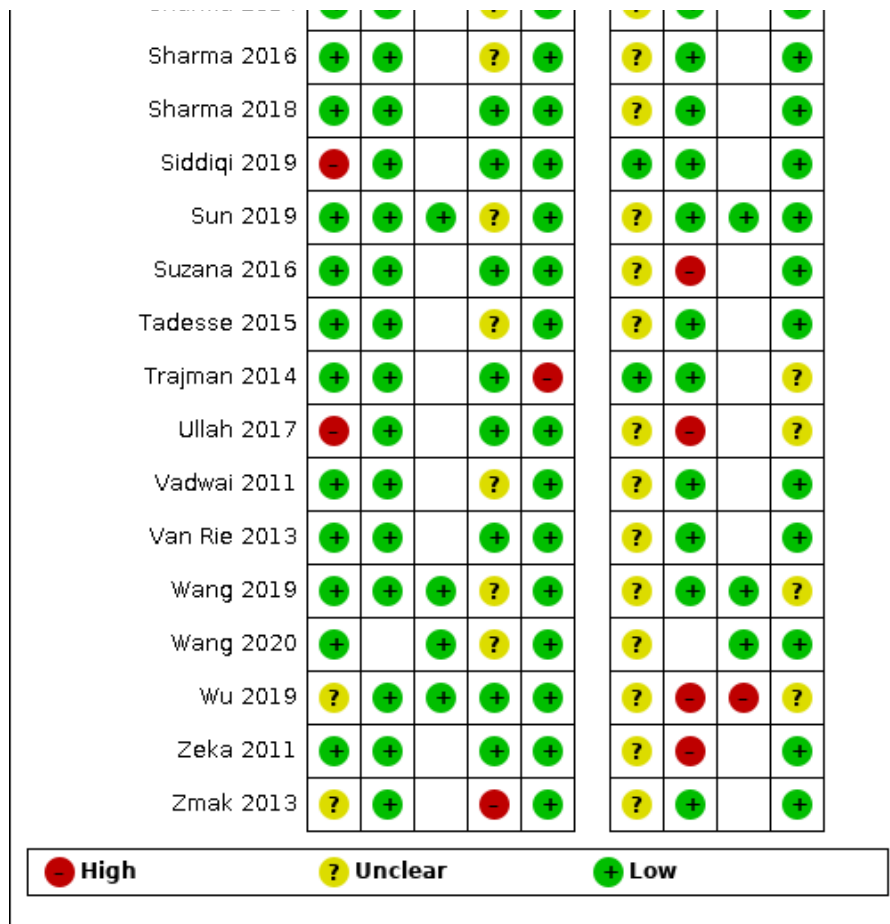 Sharma 2016 + + ? + ? + +
Sharma 2018 + + + + ? + +
Siddiqi 2019 - + + + + + +
Sun 2019 + + + ? + ? + + +
Suzana 2016 + + + + ? - +
Tadesse 2015 + + ? + ? + +
Trajman 2014 + + + - + + ?
Ullah 2017 - + + + ? - ?
Vadwai 2011 + + ? + ? + +
Van Rie 2013 + + + + ? + +
Wang 2019 + + + ? + ? + + ?
Wang 2020 + + ? + ? + +
Wu 2019 ? + + + + ? - - ?
Zeka 2011 + + + + ? - +
Zmak 2013 ? + - + ? + +
- High ? Unclear + Low